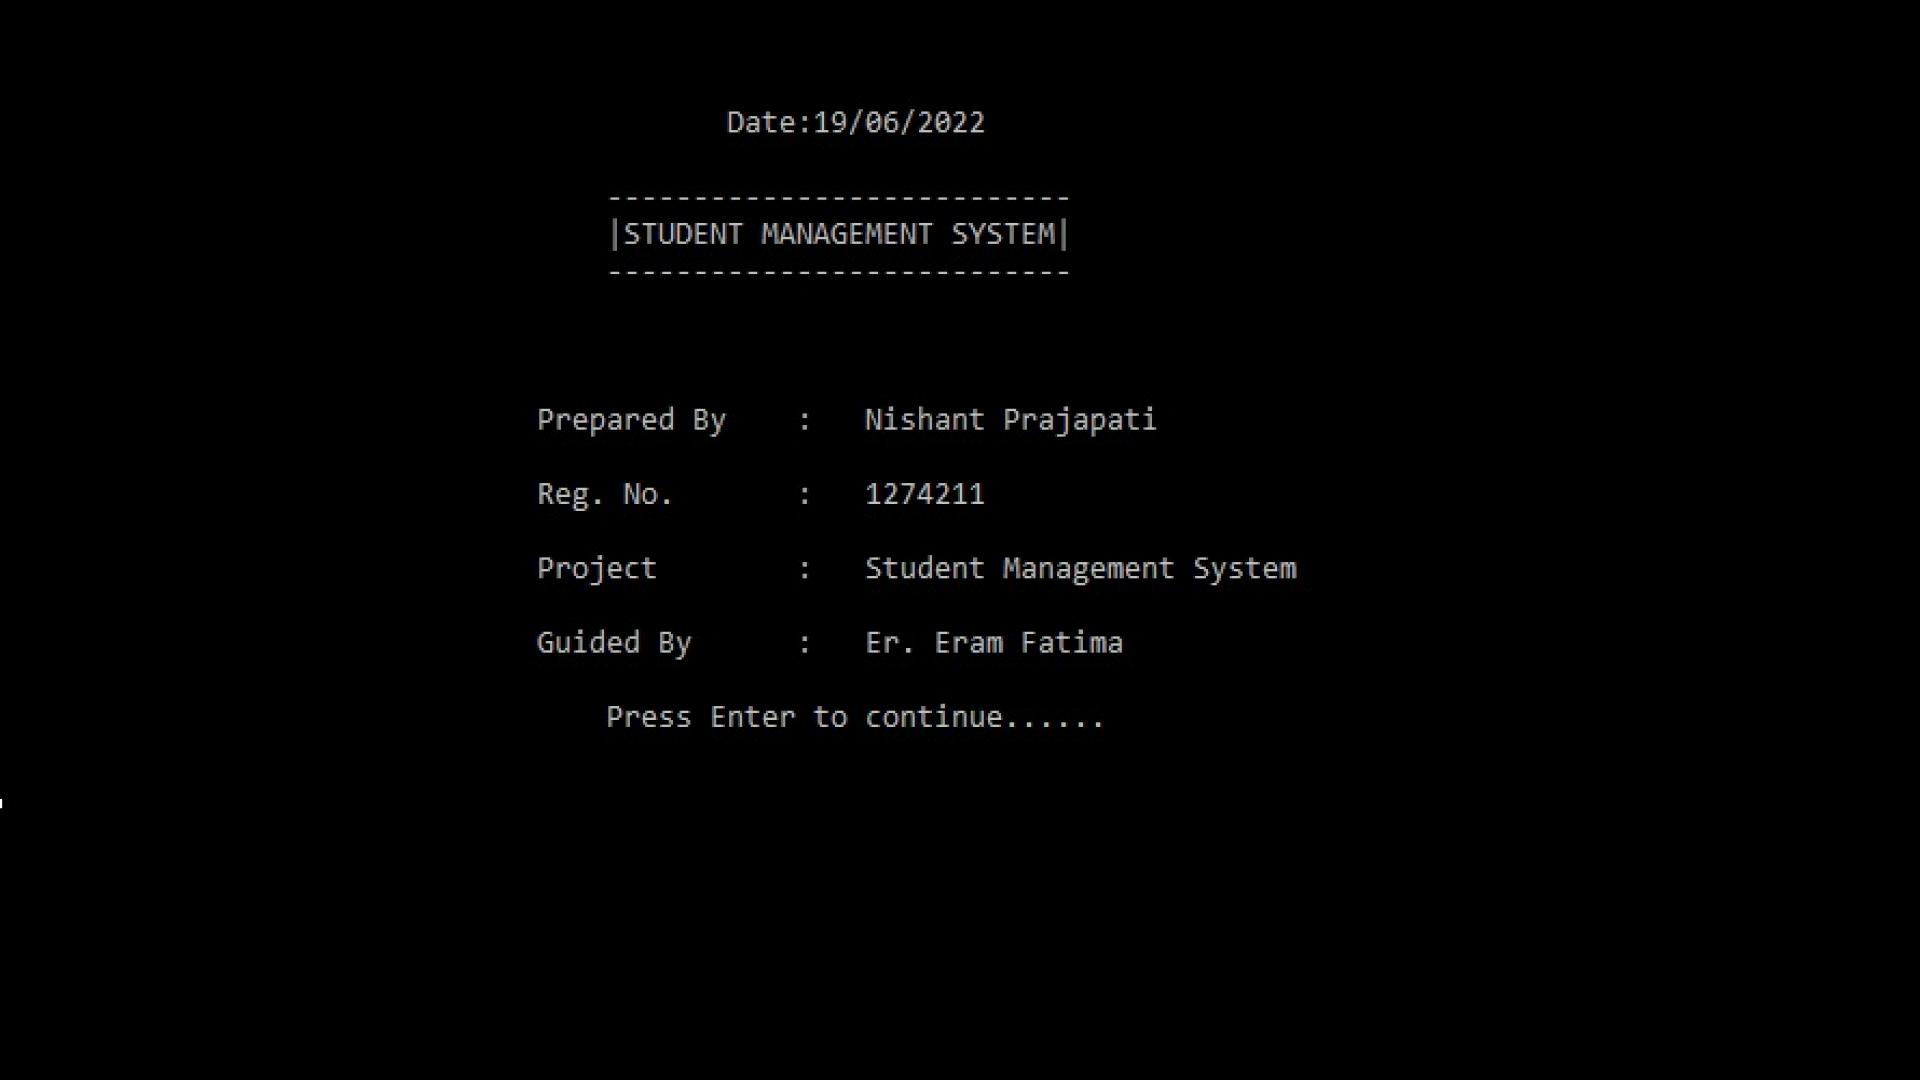 Date:19/06/2022
---------------------------
|STUDENT MANAGEMENT SYSTEM|
---------------------------
Prepared By    :   Nishant Prajapati
Reg. No.       :   1274211
Project        :   Student Management System
Guided By      :   Er. Eram Fatima
Press Enter to continue......